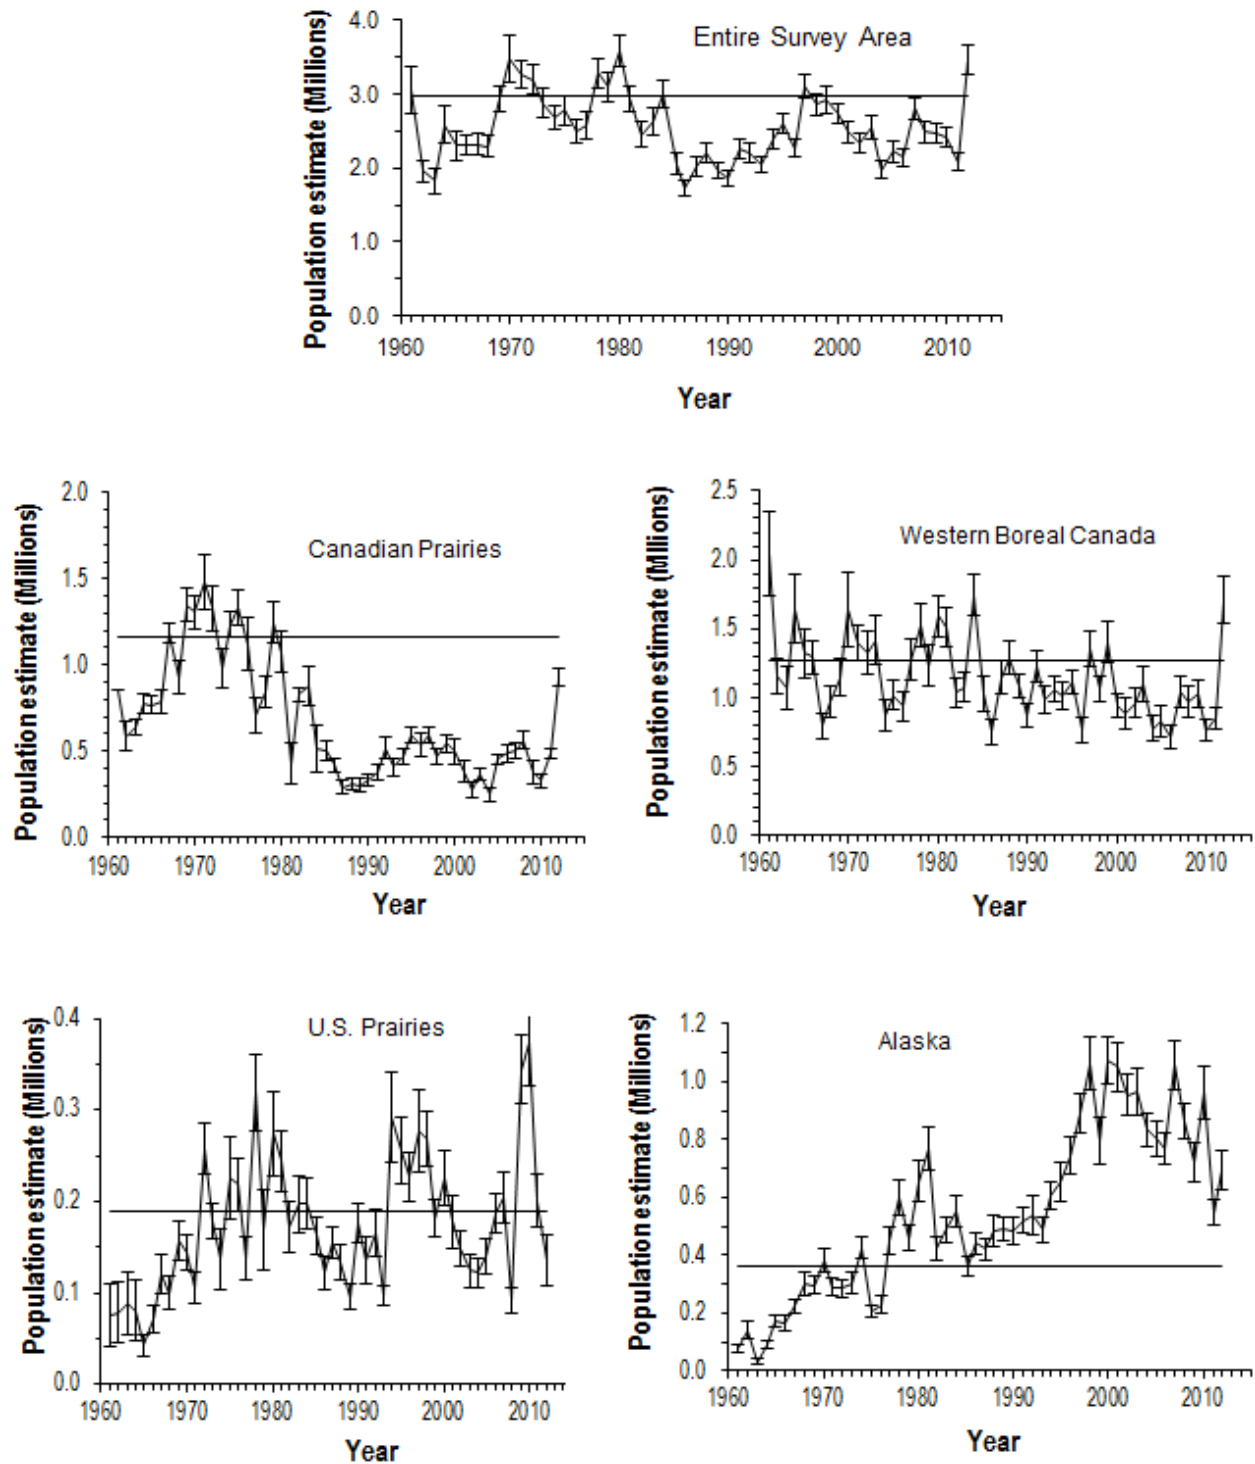 Entire Survey Area
Population estimate (Millions)
4.0
3.0
2.0
1.0
0.0
1960 1970 1980 1990 2000 2010
Year
Canadian Prairies
Population estimate (Millions)
2.0
1.5
1.0
0.5
0.0
1960 1970 1980 1990 2000 2010
Year
Western Boreal Canada
Population estimate (Millions)
2.5
2.0
1.5
1.0
0.5
0.0
1960 1970 1980 1990 2000 2010
Year
U.S. Prairies
Population estimate (Millions)
0.4
0.3
0.2
0.1
0.0
1960 1970 1980 1990 2000 2010
Year
Alaska
Population estimate (Millions)
1.2
1.0
0.8
0.6
0.4
0.2
0.0
1960 1970 1980 1990 2000 2010
Year